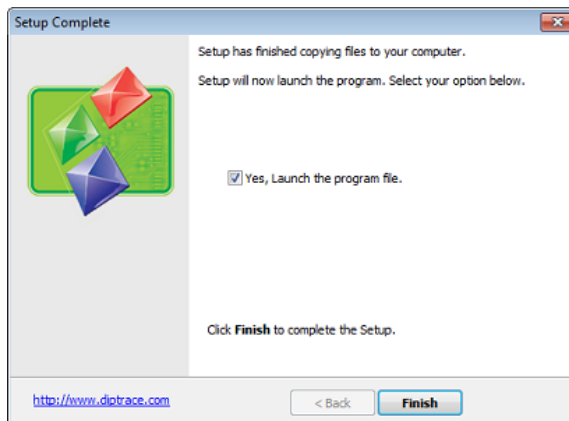 Setup Complete
Setup has finished copying files to your computer.
Setup will now launch the program. Select your option below.
Yes, Launch the program file.
Click Finish to complete the Setup.
http://www.diptrace.com
< Back
Finish